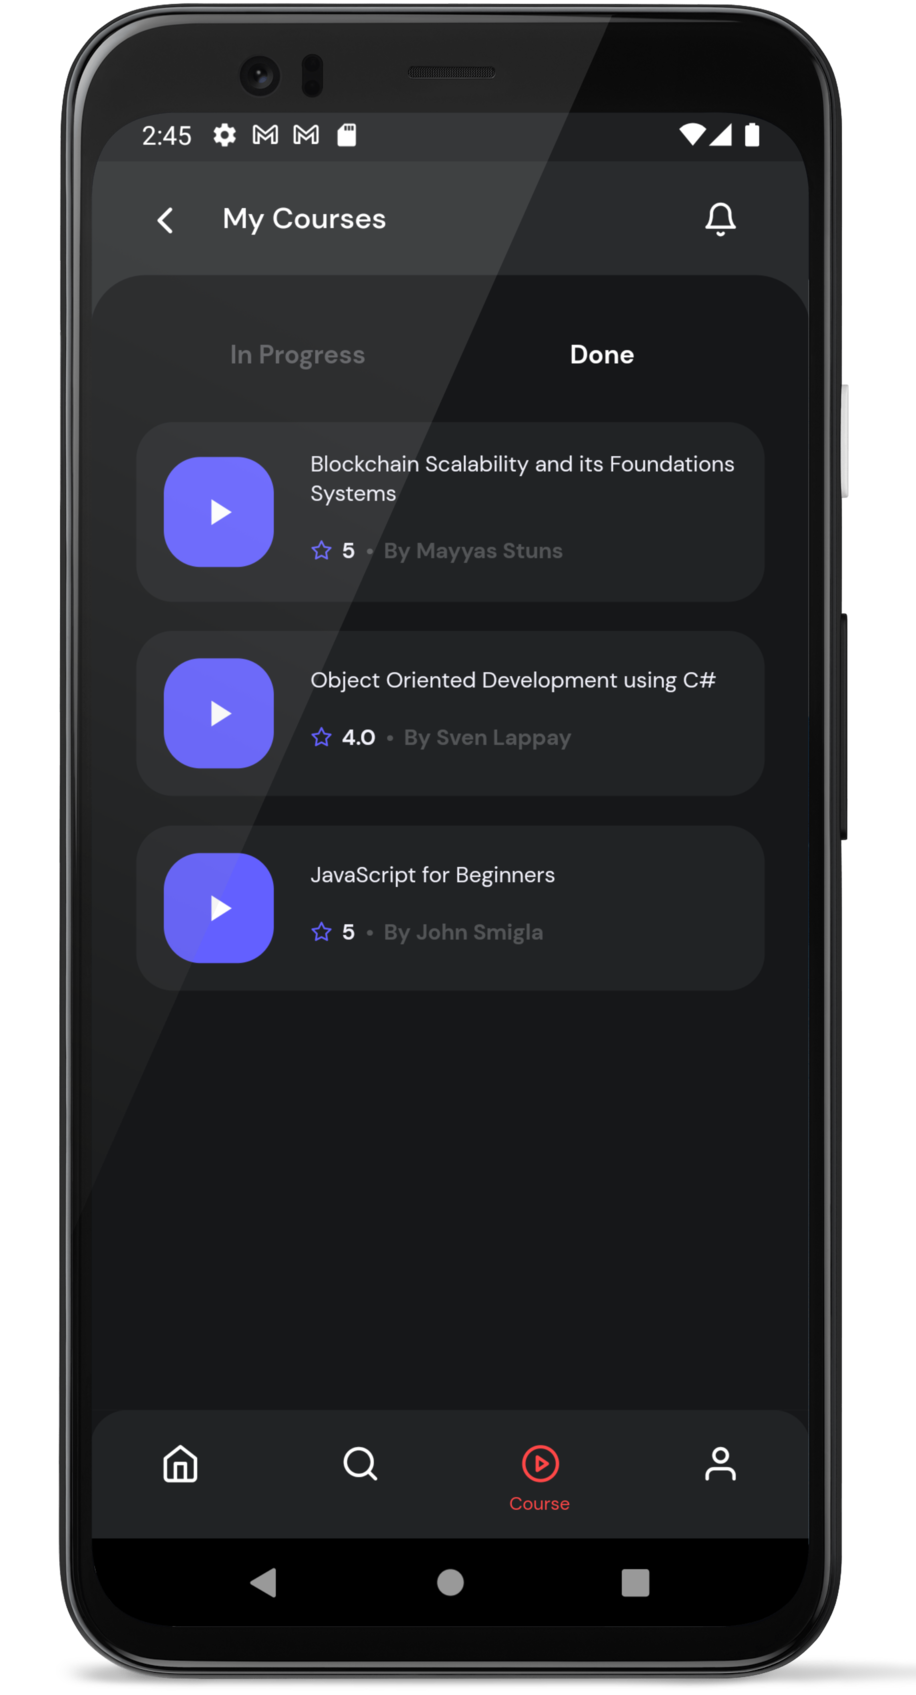 2:45
My Courses
In Progress
Done
Blockchain Scalability and its Foundations
Systems
5 • By Mayyas Stuns
Object Oriented Development using C#
4.0 • By Sven Lappay
JavaScript for Beginners
5 • By John Smigla
Course